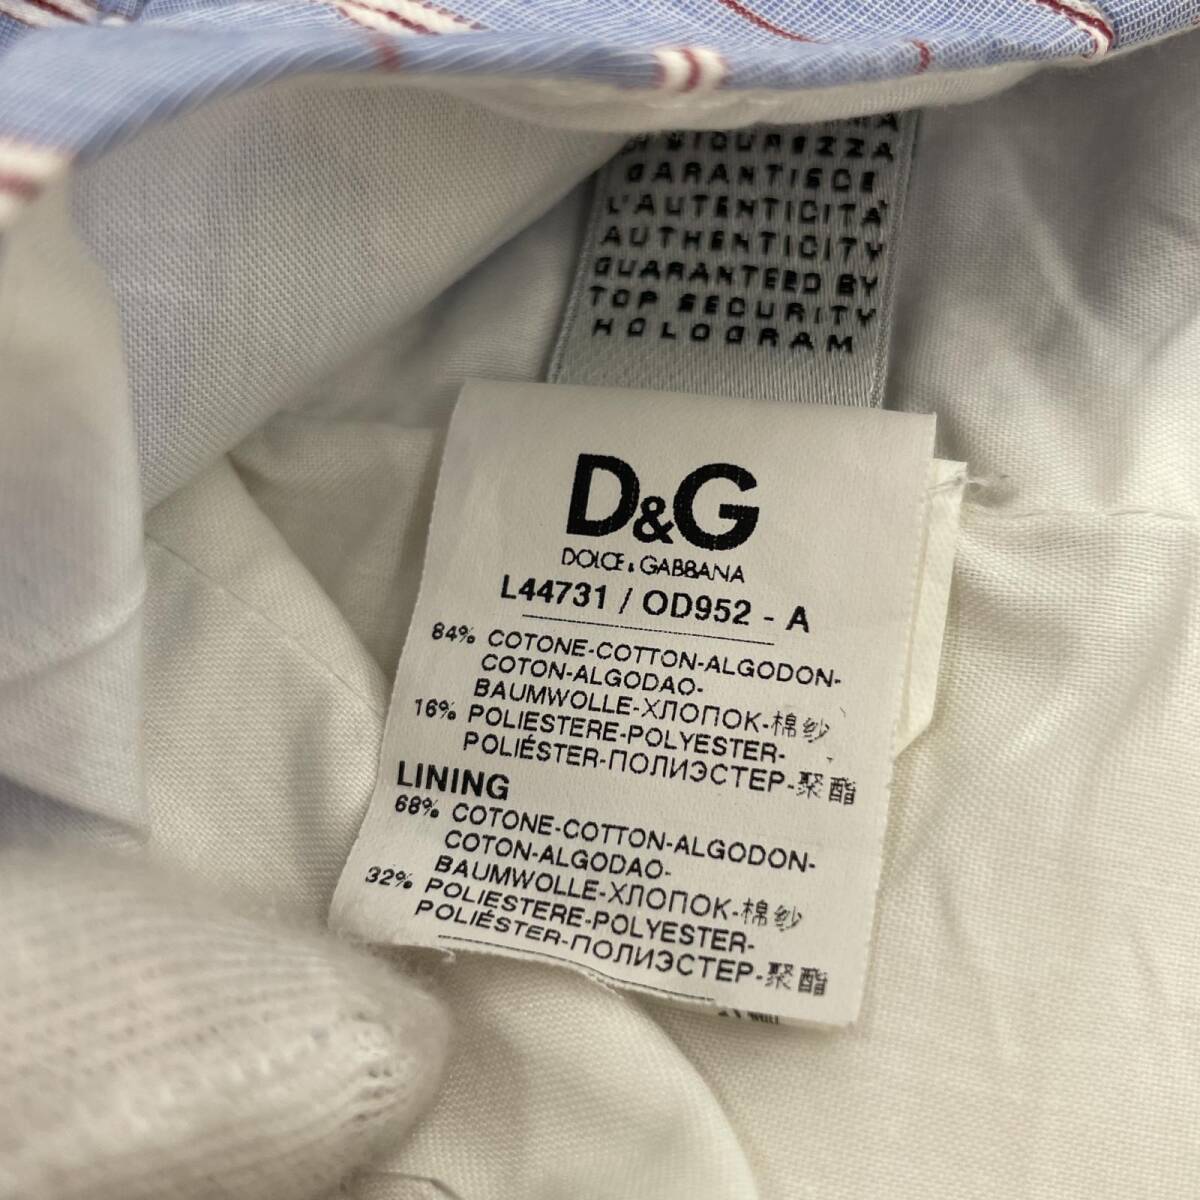 DI SICUREZZA
GARANTISCE
L'AUTENTICITÀ
AUTHENTICITY
GUARANTEED BY
TOP SECURITY
HOLOGRAM
D&G
DOLCE & GABBANA
L44731 / OD952 - A
84% COTONE-COTTON-ALGODON-
COTON-ALGODAO-
BAUMWOLLE-ХЛОПОК-棉纱
16% POLIESTERE-POLYESTER-
POLIÉSTER-ПОЛИЭСТЕР-聚酯
LINING
68% COTONE-COTTON-ALGODON-
COTON-ALGODAO-
BAUMWOLLE-ХЛОПОК-棉纱
32% POLIESTERE-POLYESTER-
POLIÉSTER-ПОЛИЭСТЕР-聚酯